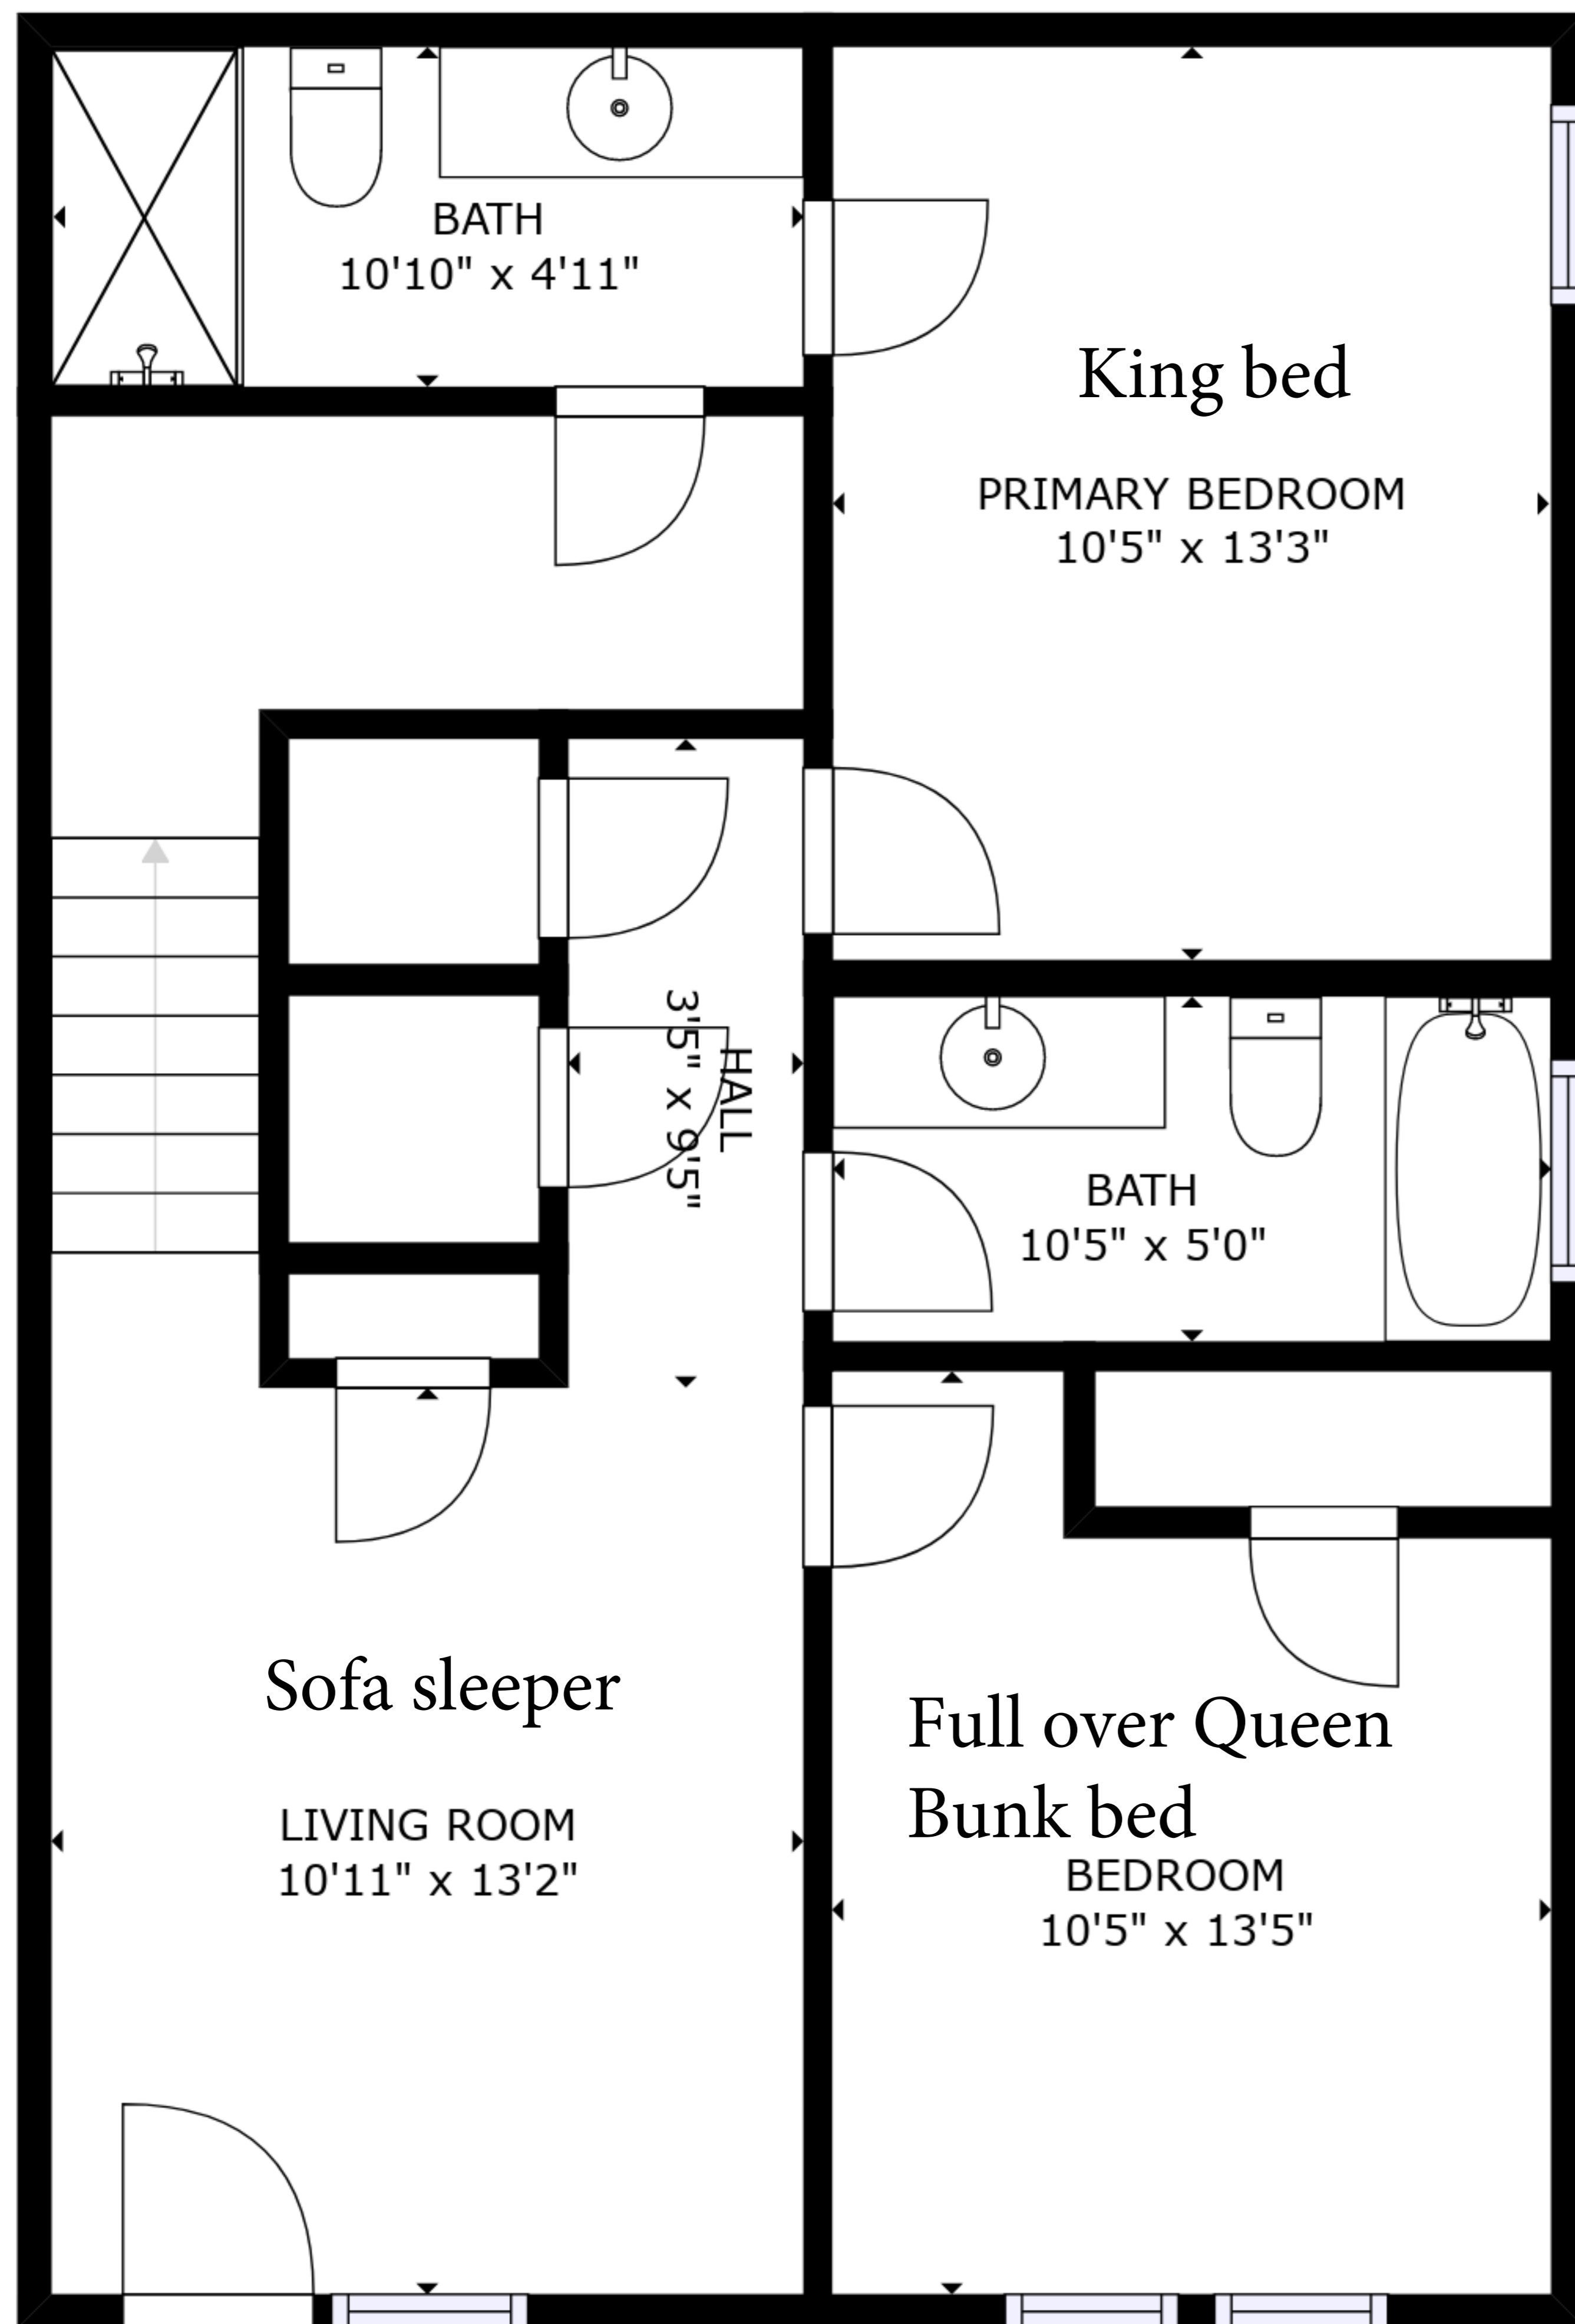 BATH
10'10" x 4'11"
King bed
PRIMARY BEDROOM
10'5" x 13'3"
HALL
3'5" x 9'5"
BATH
10'5" x 5'0"
Sofa sleeper
LIVING ROOM
10'11" x 13'2"
Full over Queen
Bunk bed
BEDROOM
10'5" x 13'5"